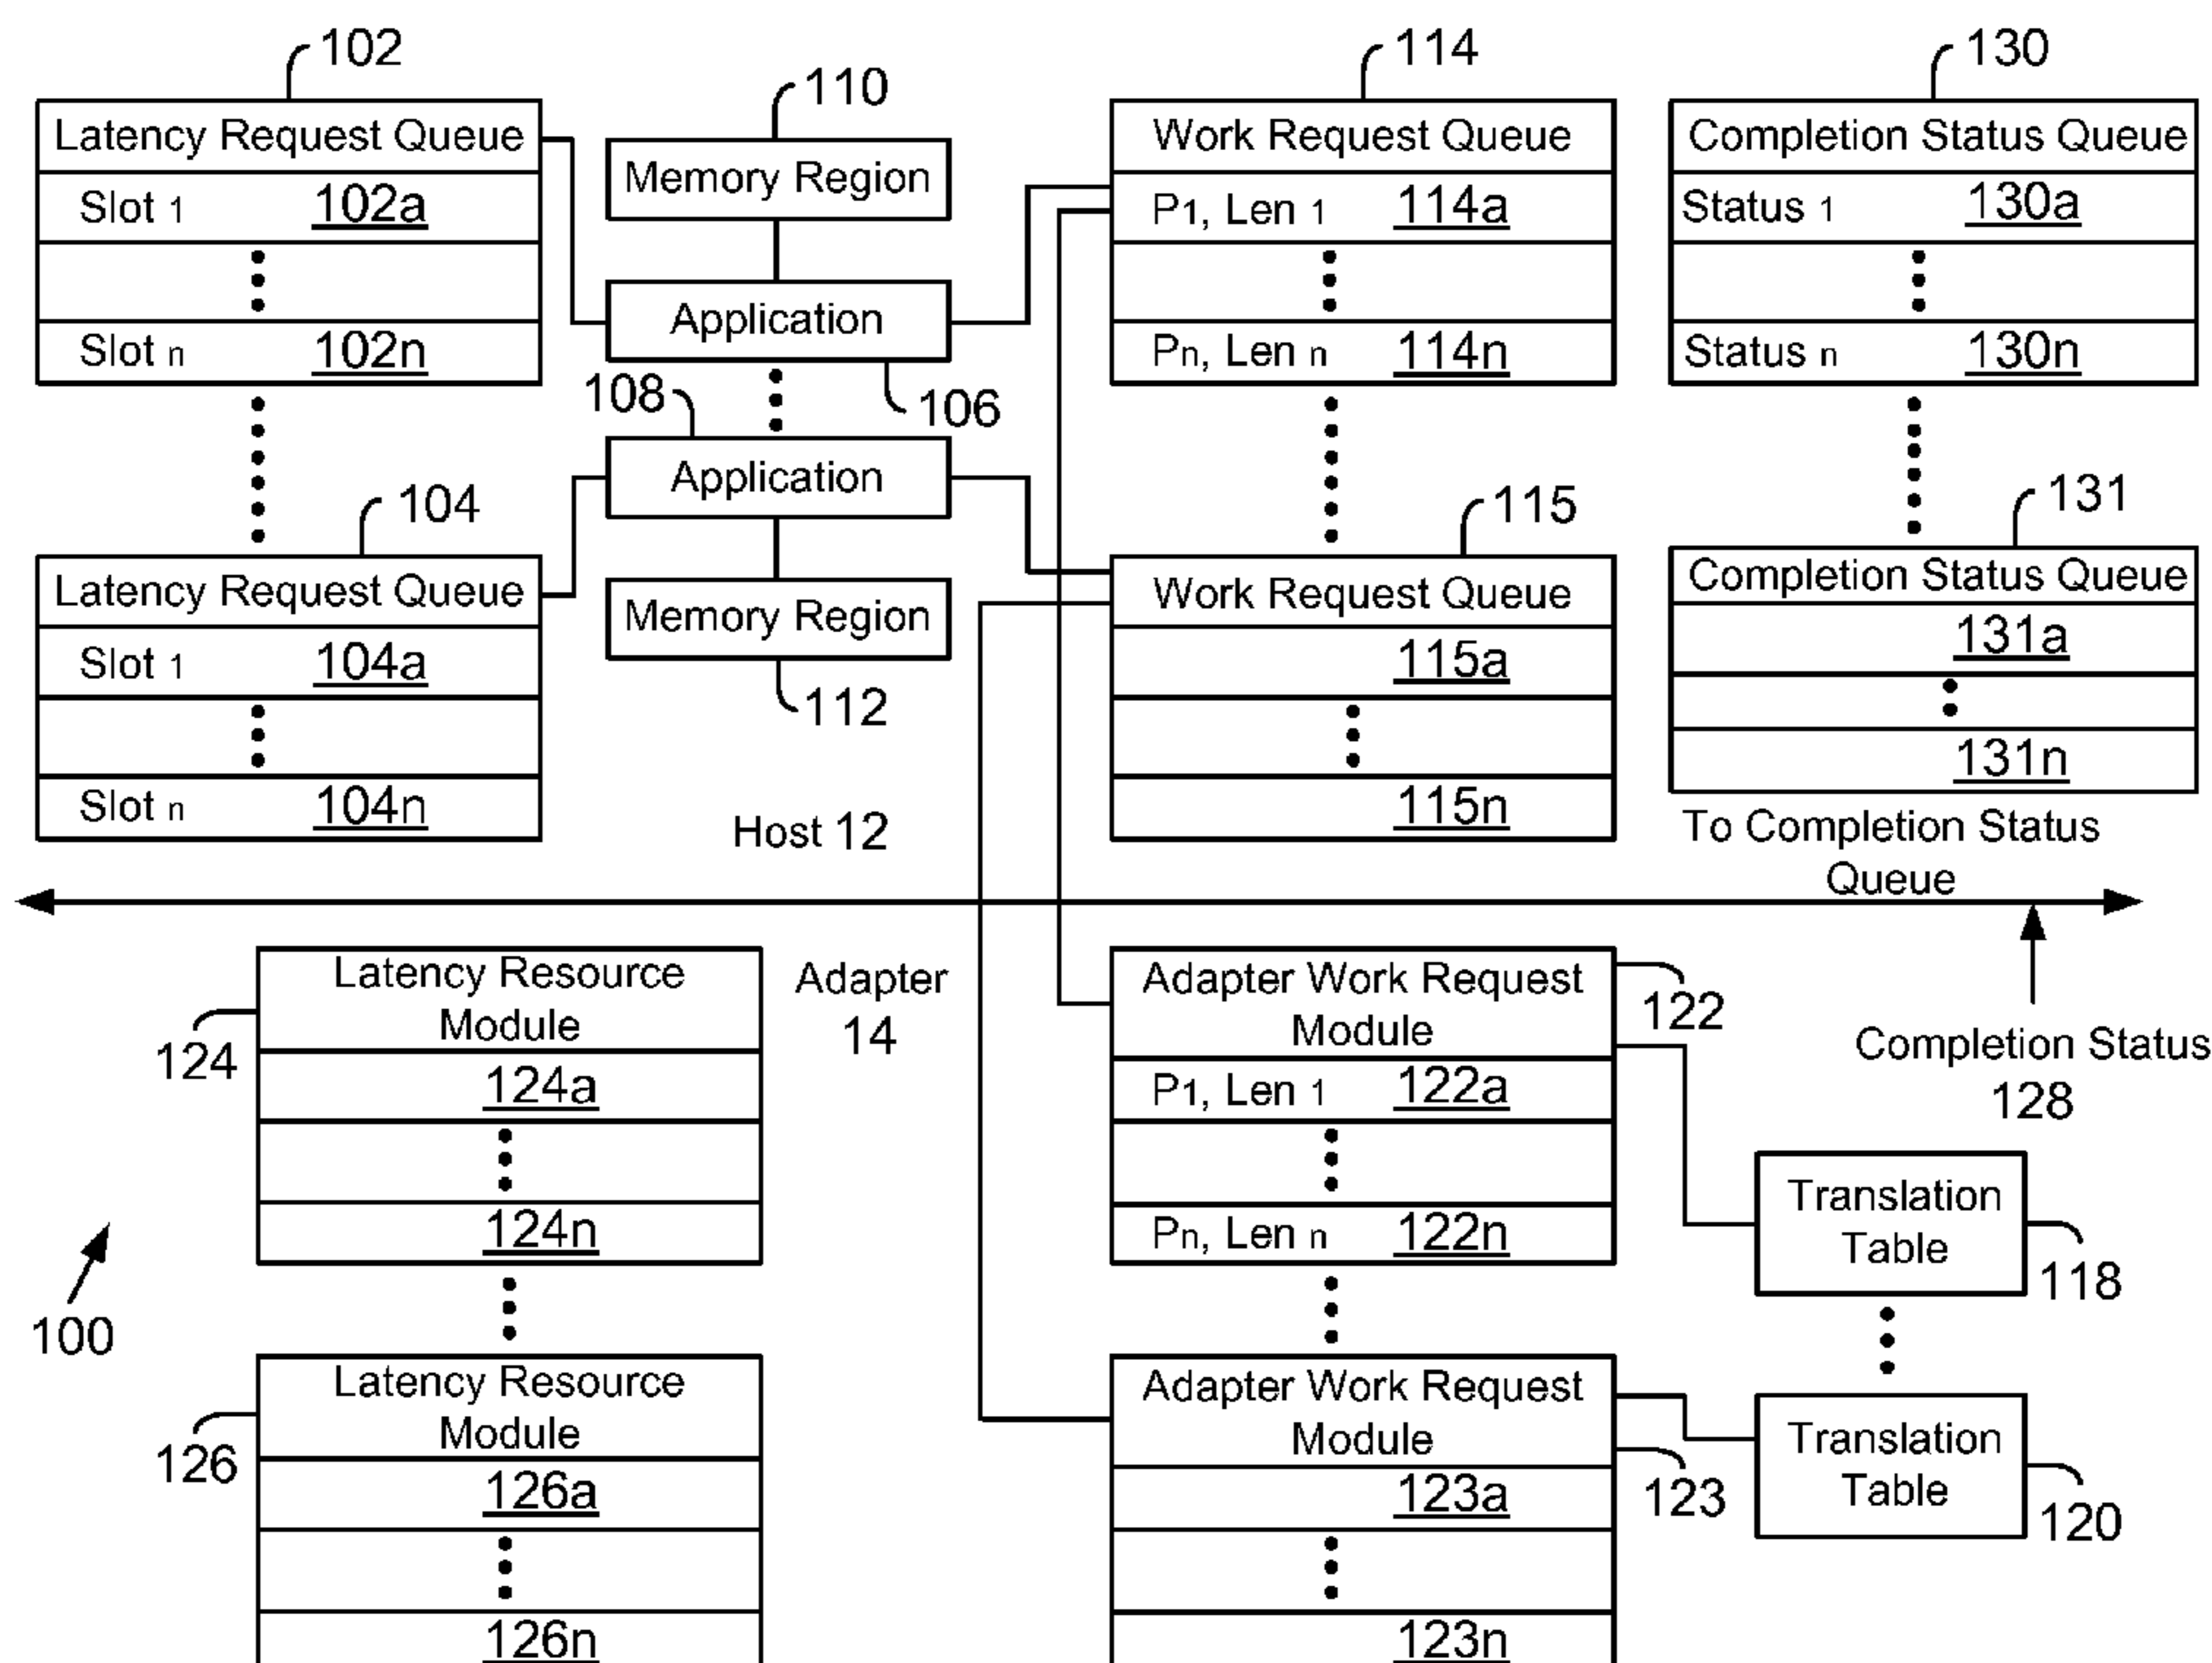 102
Latency Request Queue
Slot 1 102a
Slot n 102n
110
Memory Region
Application
106
108
Application
Memory Region
112
104
Latency Request Queue
Slot 1 104a
Slot n 104n
114
Work Request Queue
P1, Len 1 114a
Pn, Len n 114n
115
Work Request Queue
115a
115n
130
Completion Status Queue
Status 1 130a
Status n 130n
131
Completion Status Queue
131a
131n
Host 12
To Completion Status
Queue
Adapter
14
Latency Resource
Module
124
124a
124n
100
Latency Resource
Module
126
126a
126n
Adapter Work Request
Module
122
P1, Len 1 122a
Pn, Len n 122n
Adapter Work Request
Module
123
123a
123n
Completion Status
128
Translation
Table
118
Translation
Table
120